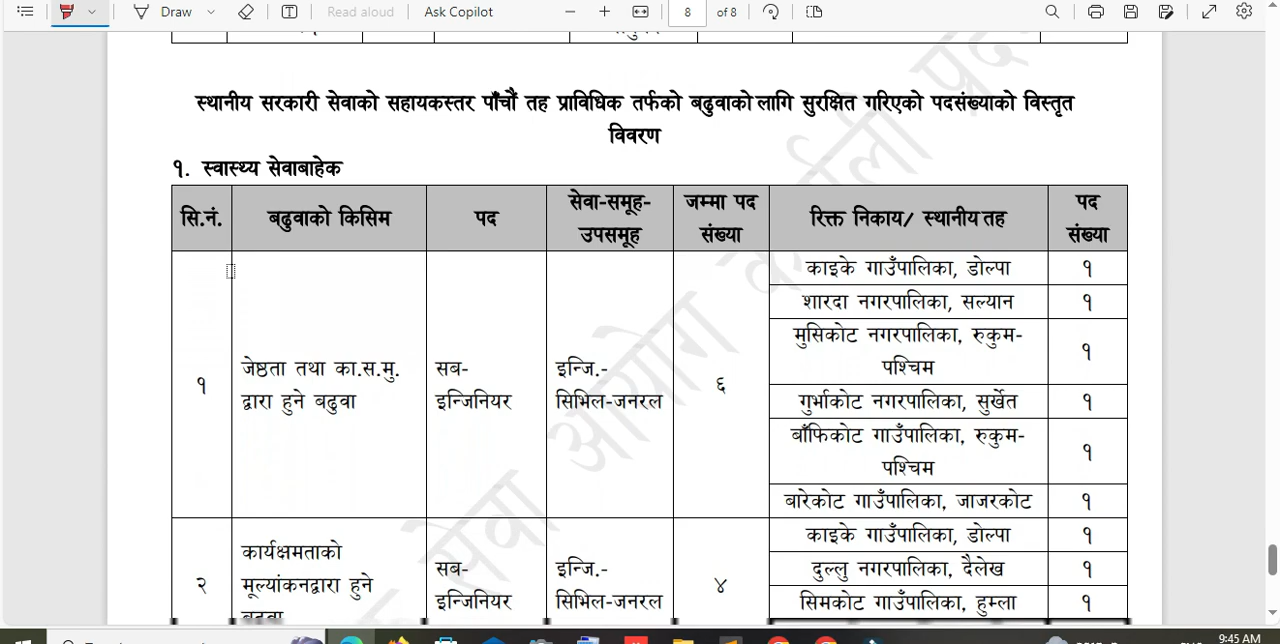 Draw
Read aloud
Ask Copilot
8
of 8
स्थानीय सरकारी सेवाको सहायकस्तर पाँचौं तह प्राविधिक तर्फको बढुवाको लागि सुरक्षित गरिएको पदसंख्याको विस्तृत
विवरण
१. स्वास्थ्य सेवाबाहेक
सि.नं.
बढुवाको किसिम
पद
सेवा-समूह-
उपसमूह
जम्मा पद
संख्या
रिक्त निकाय/ स्थानीय तह
पद
संख्या
१
जेष्ठता तथा का.स.मु.
द्वारा हुने बढुवा
सब-
इन्जिनियर
इन्जि.-
सिभिल-जनरल
६
काइके गाउँपालिका, डोल्पा
१
शारदा नगरपालिका, सल्यान
१
मुसिकोट नगरपालिका, रुकुम-
पश्चिम
१
गुर्भाकोट नगरपालिका, सुर्खेत
१
बाँफिकोट गाउँपालिका, रुकुम-
पश्चिम
१
बारेकोट गाउँपालिका, जाजरकोट
१
२
कार्यक्षमताको
मूल्यांकनद्वारा हुने
बढुवा
सब-
इन्जिनियर
इन्जि.-
सिभिल-जनरल
४
काइके गाउँपालिका, डोल्पा
१
दुल्लु नगरपालिका, दैलेख
१
सिमकोट गाउँपालिका, हुम्ला
१
सेवा आयोग कर्णाली
9:45 AM